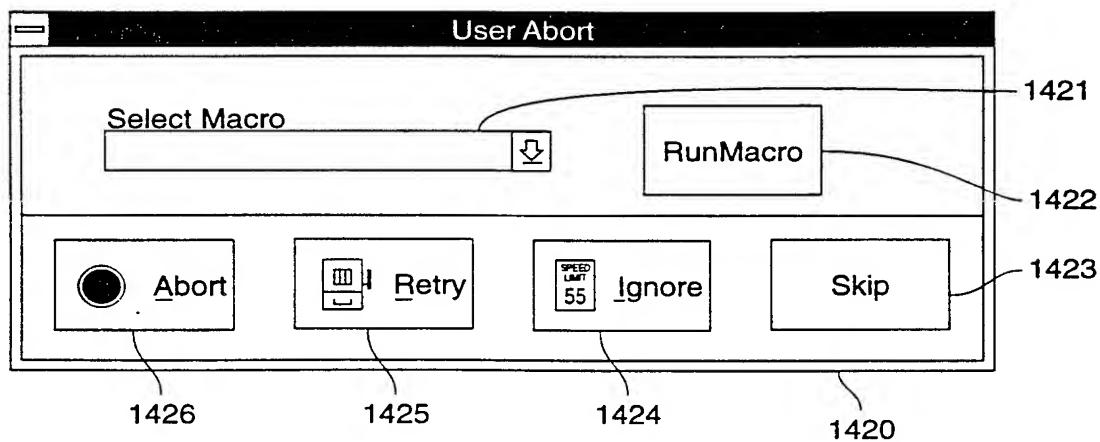 User Abort
1421
Select Macro
RunMacro
1422
Abort
Retry
SPEED
LIMIT
55
Ignore
Skip
1423
1426
1425
1424
1420